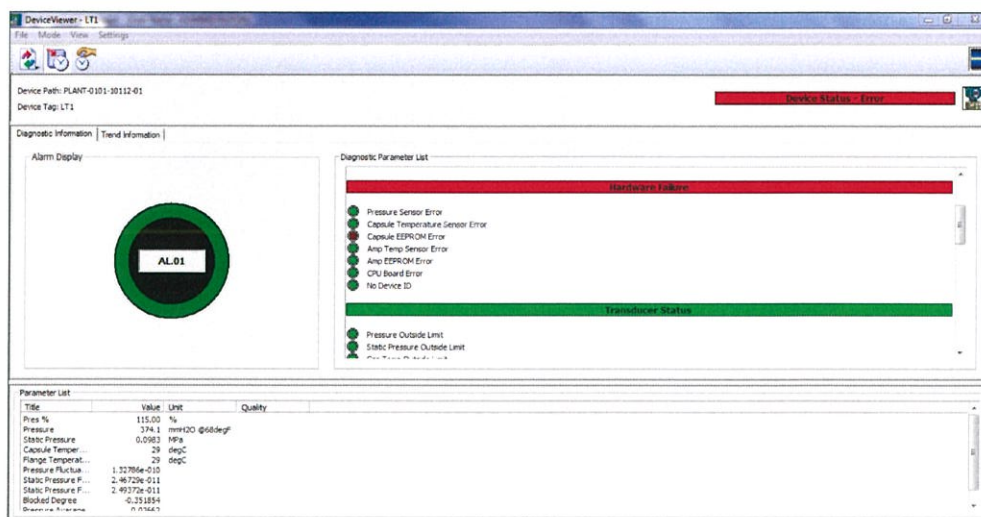 DeviceViewer - LT1
File Mode View Settings
Device Path: PLANT-0101-10112-01
Device Tag: LT1
Device Status - Error
Diagnostic Information Trend Information
Alarm Display
AL.01
Diagnostic Parameter List
Hardware Failure
Pressure Sensor Error
Capsule Temperature Sensor Error
Capsule EEPROM Error
Amp Temp Sensor Error
Amp EEPROM Error
CPU Board Error
No Device ID
Transducer Status
Pressure Outside Limit
Static Pressure Outside Limit
Parameter List
Title Value Unit Quality
Pres % 115.00 %
Pressure 374.1 mmH2O @68degF
Static Pressure 0.0983 MPa
Capsule Temper... 29 degC
Flange Temperat... 29 degC
Pressure Fluctua... 1.32786e-010
Static Pressure F... 2.46729e-011
Static Pressure F... 2.49372e-011
Blocked Degree -0.351854